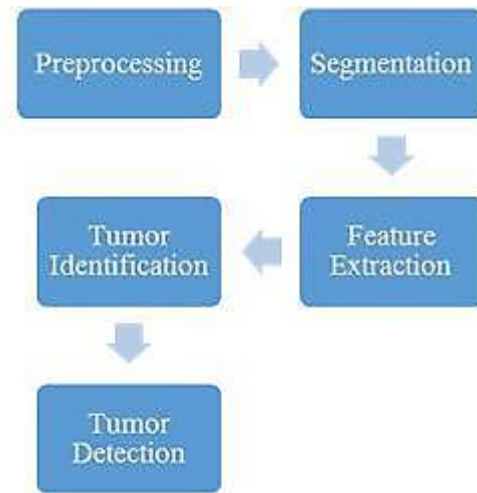 Preprocessing
Segmentation
Feature
Extraction
Tumor
Identification
Tumor
Detection